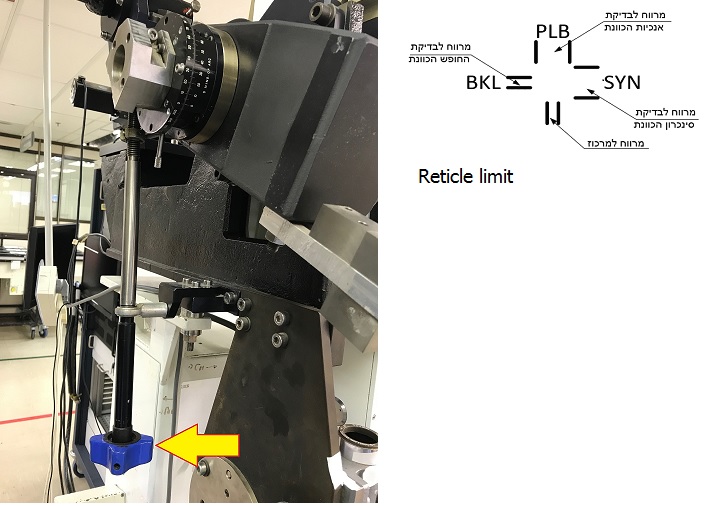 מרווח לבדיקת
אנכיות הכוונת
PLB
מרווח לבדיקת
החופש הכוונת
BKL
SYN
מרווח לבדיקת
סינכרון הכוונת
מרווח למרכוז
Reticle limit